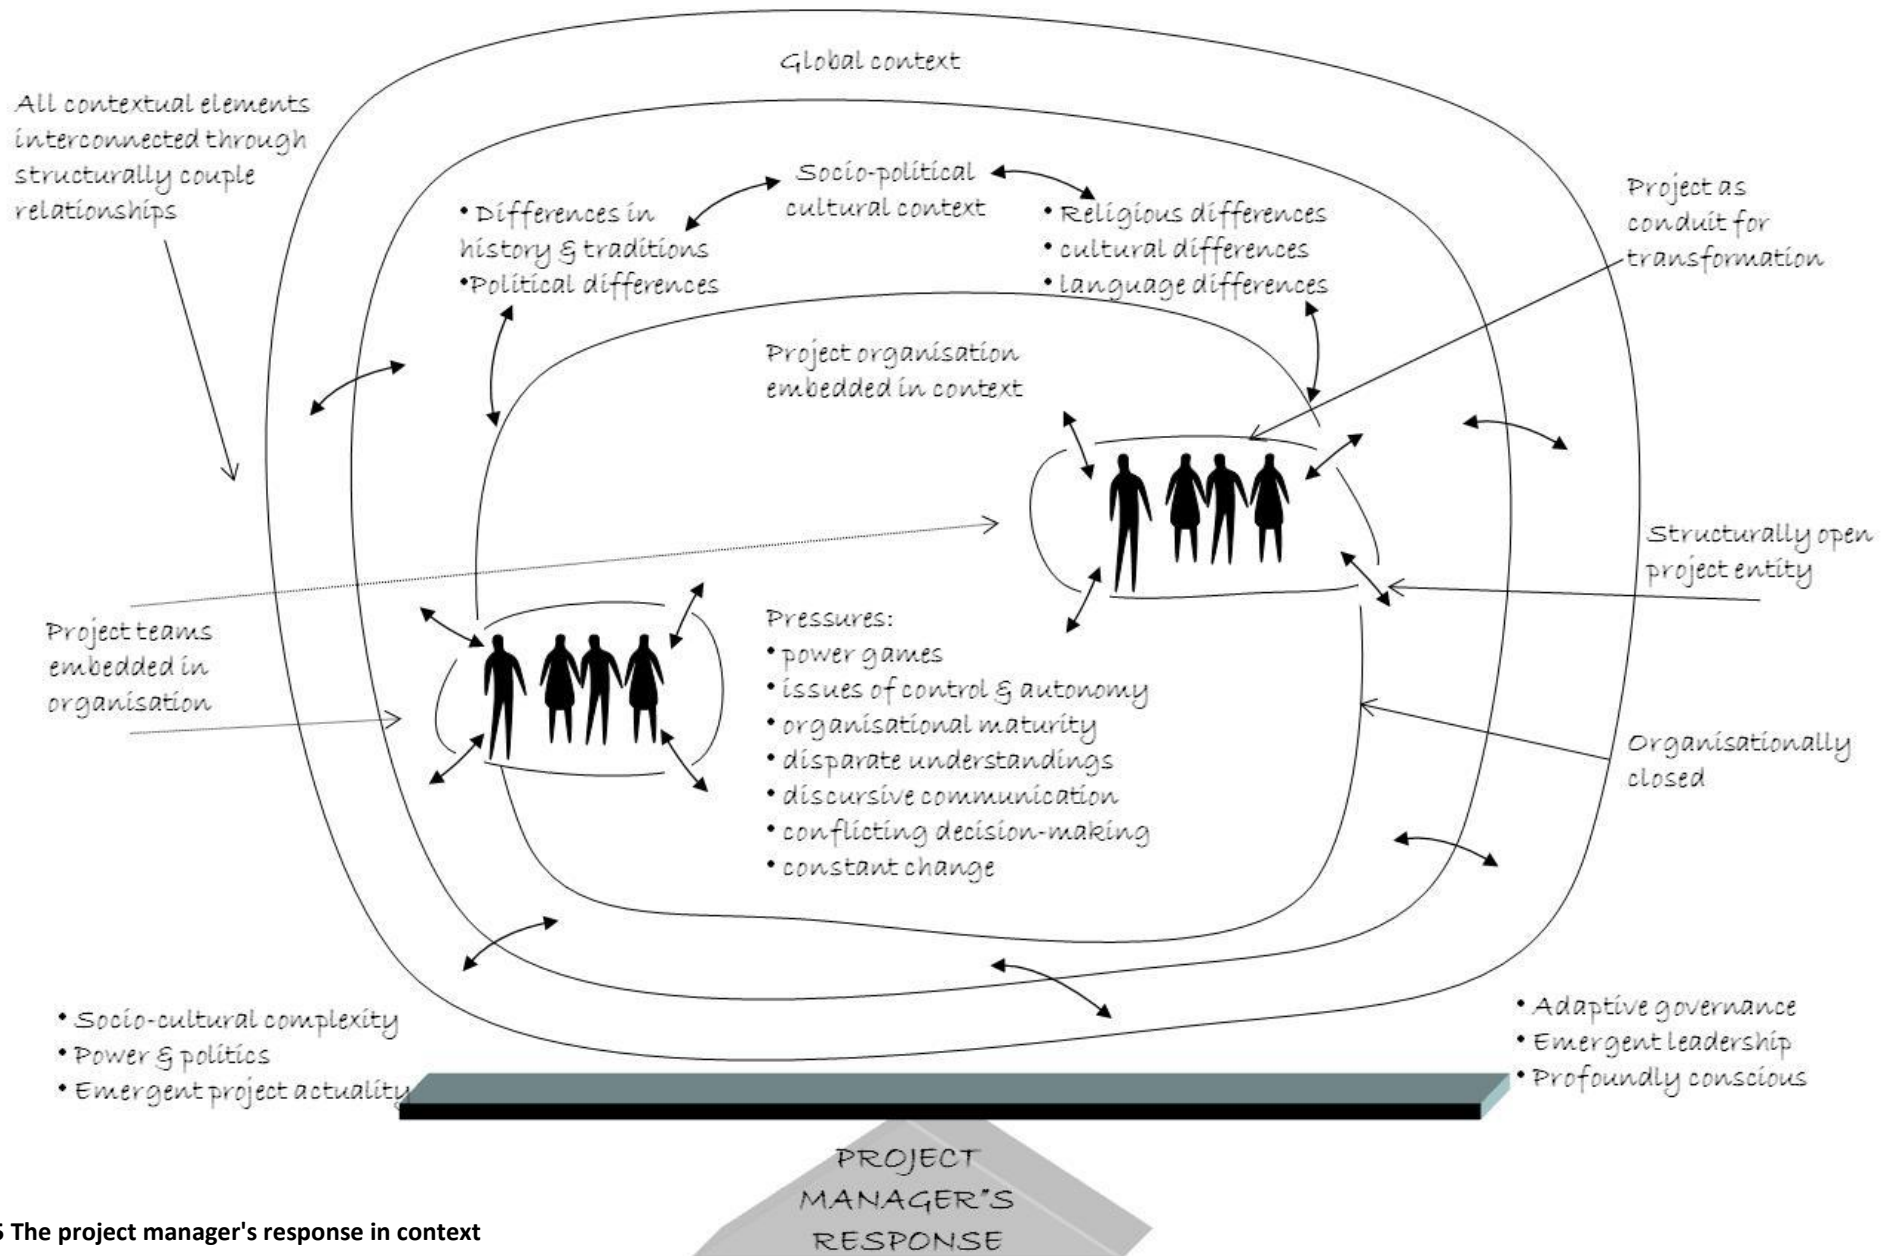 Global context
All contextual elements
interconnected through
structurally couple
relationships
Socio-political
cultural context
• Differences in
history & traditions
•Political differences
• Religious differences
• cultural differences
• language differences
Project as
conduit for
transformation
Project organisation
embedded in context
Structurally open
project entity
Project teams
embedded in
organisation
Pressures:
• power games
• issues of control & autonomy
• organisational maturity
• disparate understandings
• discursive communication
• conflicting decision-making
• constant change
Organisationally
closed
• Socio-cultural complexity
• Power & politics
• Emergent project actuality
• Adaptive governance
• Emergent leadership
• Profoundly conscious
PROJECT
MANAGER"S
RESPONSE
The project manager's response in context